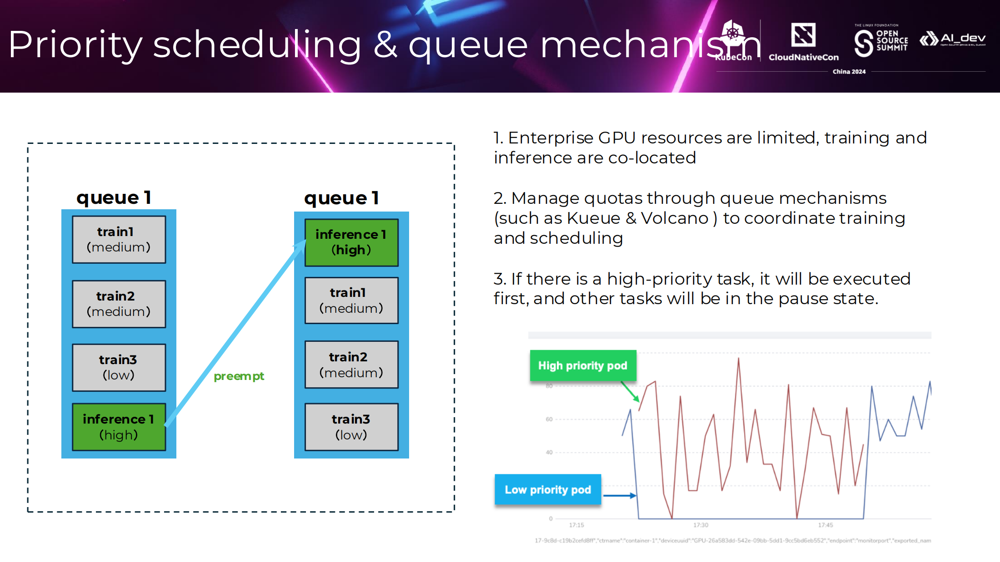 Priority scheduling & queue mechanism
KubeCon
CloudNativeCon
THE LINUX FOUNDATION
OPEN
SOURCE
SUMMIT
AI_dev
Open Source GenAI & ML Summit
China 2024
queue 1
train1
(medium)
train2
(medium)
train3
(low)
inference 1
(high)
preempt
queue 1
inference 1
(high)
train1
(medium)
train2
(medium)
train3
(low)
1. Enterprise GPU resources are limited, training and
inference are co-located
2. Manage quotas through queue mechanisms
(such as Kueue & Volcano ) to coordinate training
and scheduling
3. If there is a high-priority task, it will be executed
first, and other tasks will be in the pause state.
High priority pod
80
60
40
Low priority pod
0
17:15
17:30
17:45
17-9c8d-c19b2cefd8ff","ctrname":"container-1","deviceuuid":"GPU-26a583dd-542e-09bb-5dd1-9cc5bd6eb552","endpoint":"monitorport","exported_nam